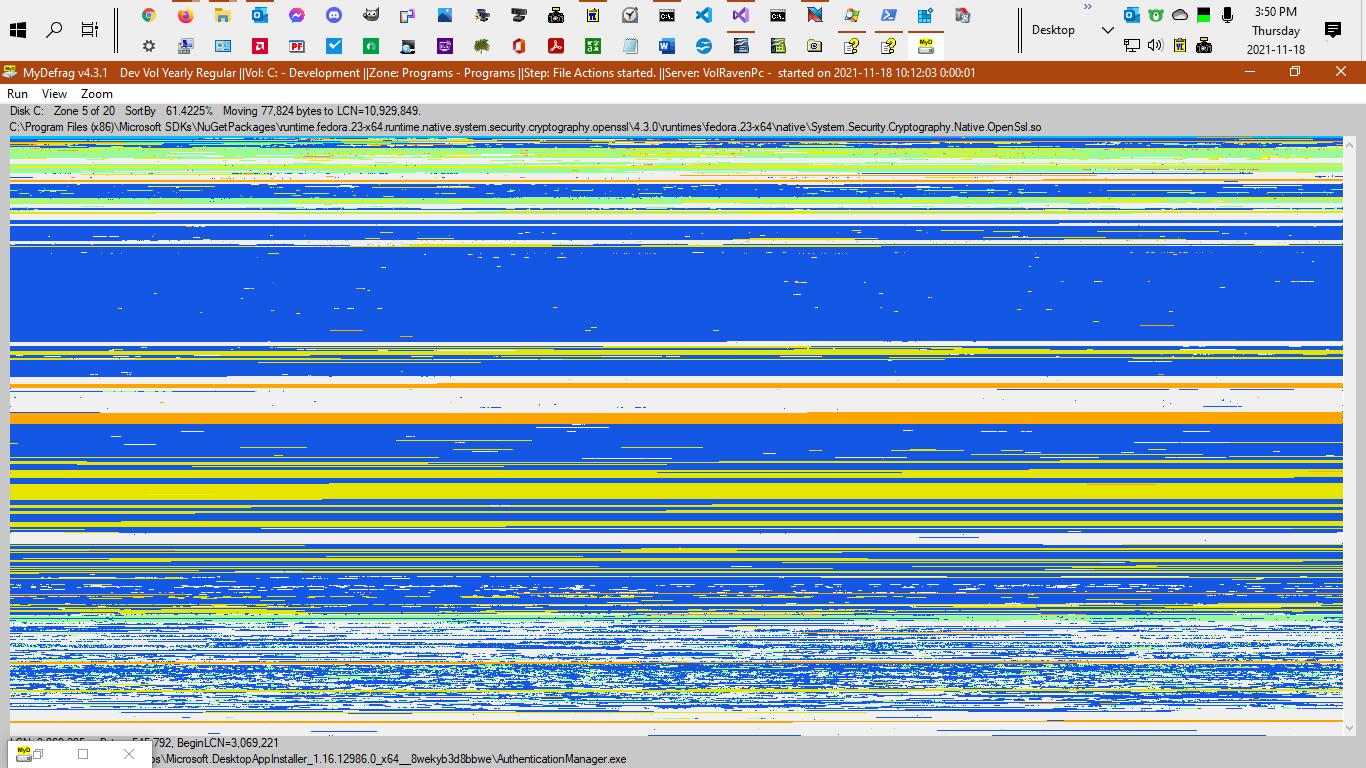 3:50 PM
Desktop
Thursday
2021-11-18
MyDefrag v4.3.1 Dev Vol Yearly Regular ||Vol: C: - Development ||Zone: Programs - Programs ||Step: File Actions started. ||Server: VolRavenPc - started on 2021-11-18 10:12:03 0:00:01
Run View Zoom
Disk C: Zone 5 of 20 SortBy 61.4225% Moving 77,824 bytes to LCN=10,929,849.
C:\Program Files (x86)\Microsoft SDKs\NuGetPackages\runtime.fedora.23-x64.runtime.native.system.security.cryptography.openssl\4.3.0\runtimes\fedora.23-x64\native\System.Security.Cryptography.Native.OpenSsl.so
792, BeginLCN=3,069,221
MyD
\Microsoft.DesktopAppInstaller_1.16.12986.0_x64__8wekyb3d8bbwe\AuthenticationManager.exe